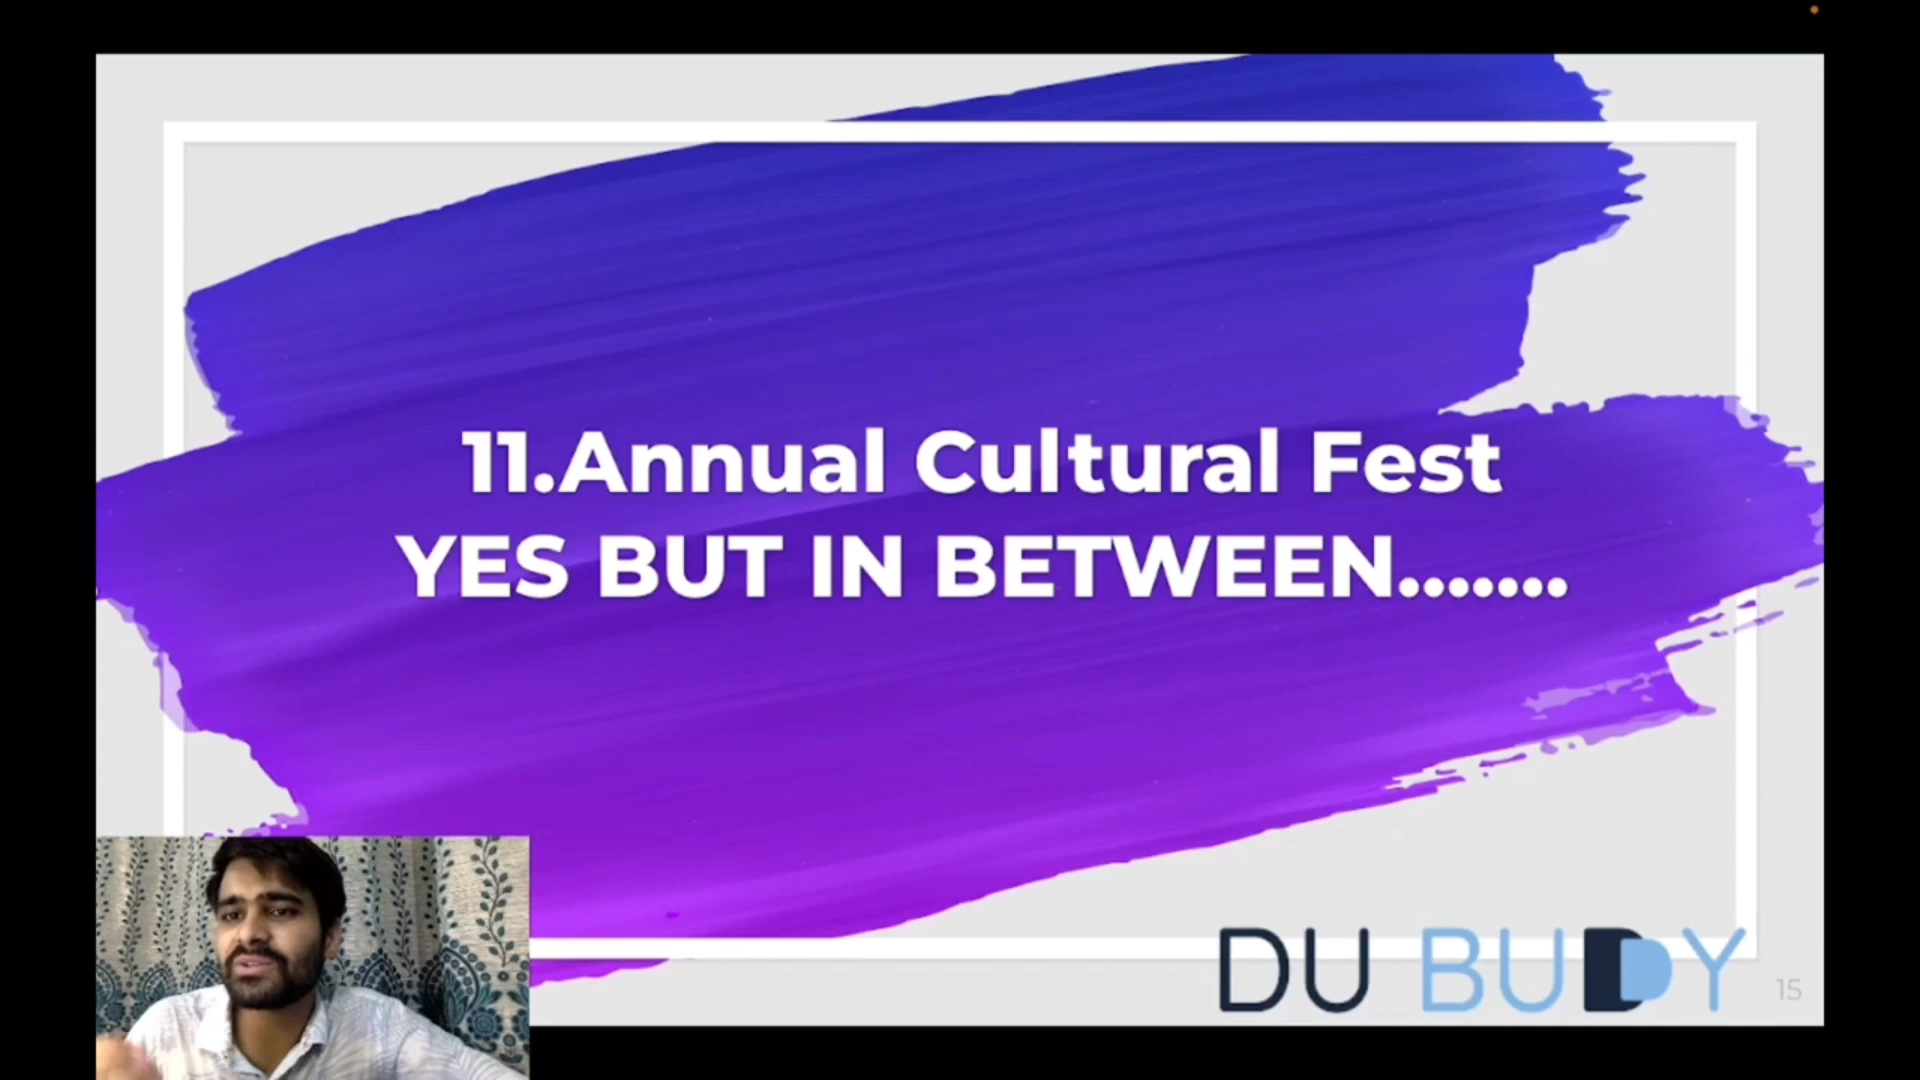 11.Annual Cultural Fest
YES BUT IN BETWEEN.......
DU BUDDY
15